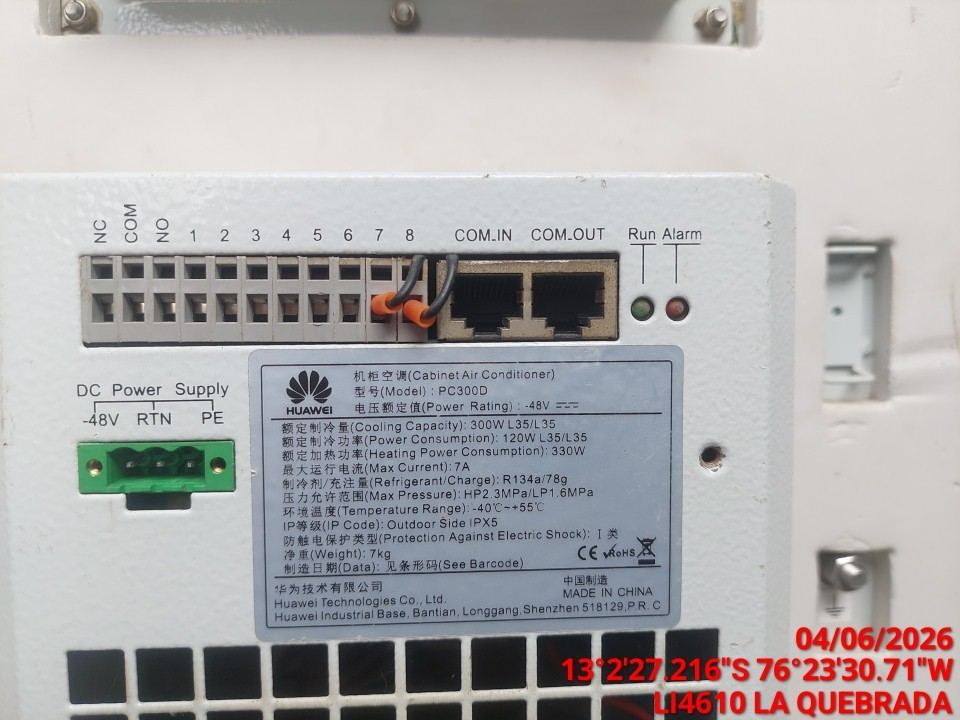 NC COM NO 1 2 3 4 5 6 7 8 COM_IN COM_OUT Run Alarm
DC Power Supply
-48V RTN PE
HUAWEI
机柜空调(Cabinet Air Conditioner)
型号(Model) : PC300D
电压额定值(Power Rating) : -48V
额定制冷量(Cooling Capacity): 300W L35/L35
额定制冷功率(Power Consumption): 120W L35/L35
额定加热功率(Heating Power Consumption): 330W
最大运行电流(Max Current): 7A
制冷剂/充注量(Refrigerant/Charge): R134a/78g
压力允许范围(Max Pressure): HP2.3MPa/LP1.6MPa
环境温度(Temperature Range): -40℃~+55℃
IP等级(IP Code): Outdoor Side IPX5
防触电保护类型(Protection Against Electric Shock): I 类
净重(Weight): 7kg
制造日期(Data): 见条形码(See Barcode)
CE RoHS
华为技术有限公司
Huawei Technologies Co., Ltd.
Huawei Industrial Base, Bantian, Longgang,Shenzhen 518129,P.R. C
中国制造
MADE IN CHINA
04/06/2026
13°2'27.216"S 76°23'30.71"W
LI4610 LA QUEBRADA